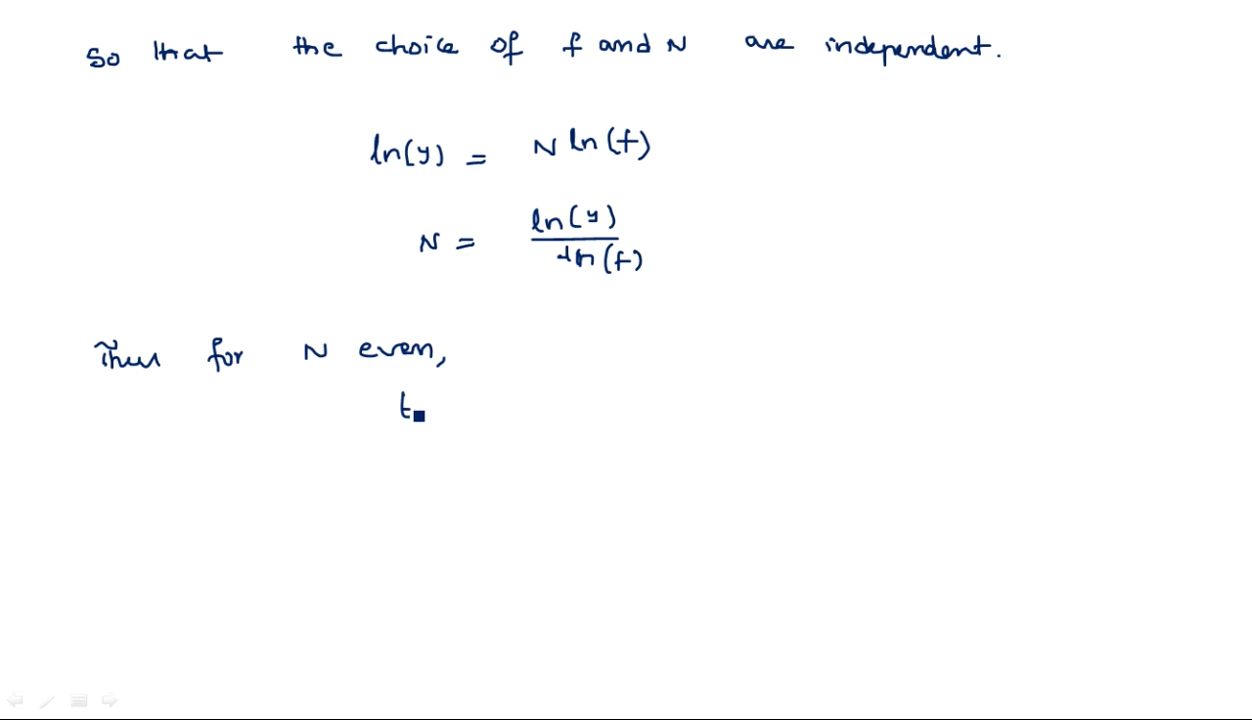 So that the choice of f and N are independent.
ln(y) = N ln(f)
N = ln(y) / ln(f)
Thus for N even,
t